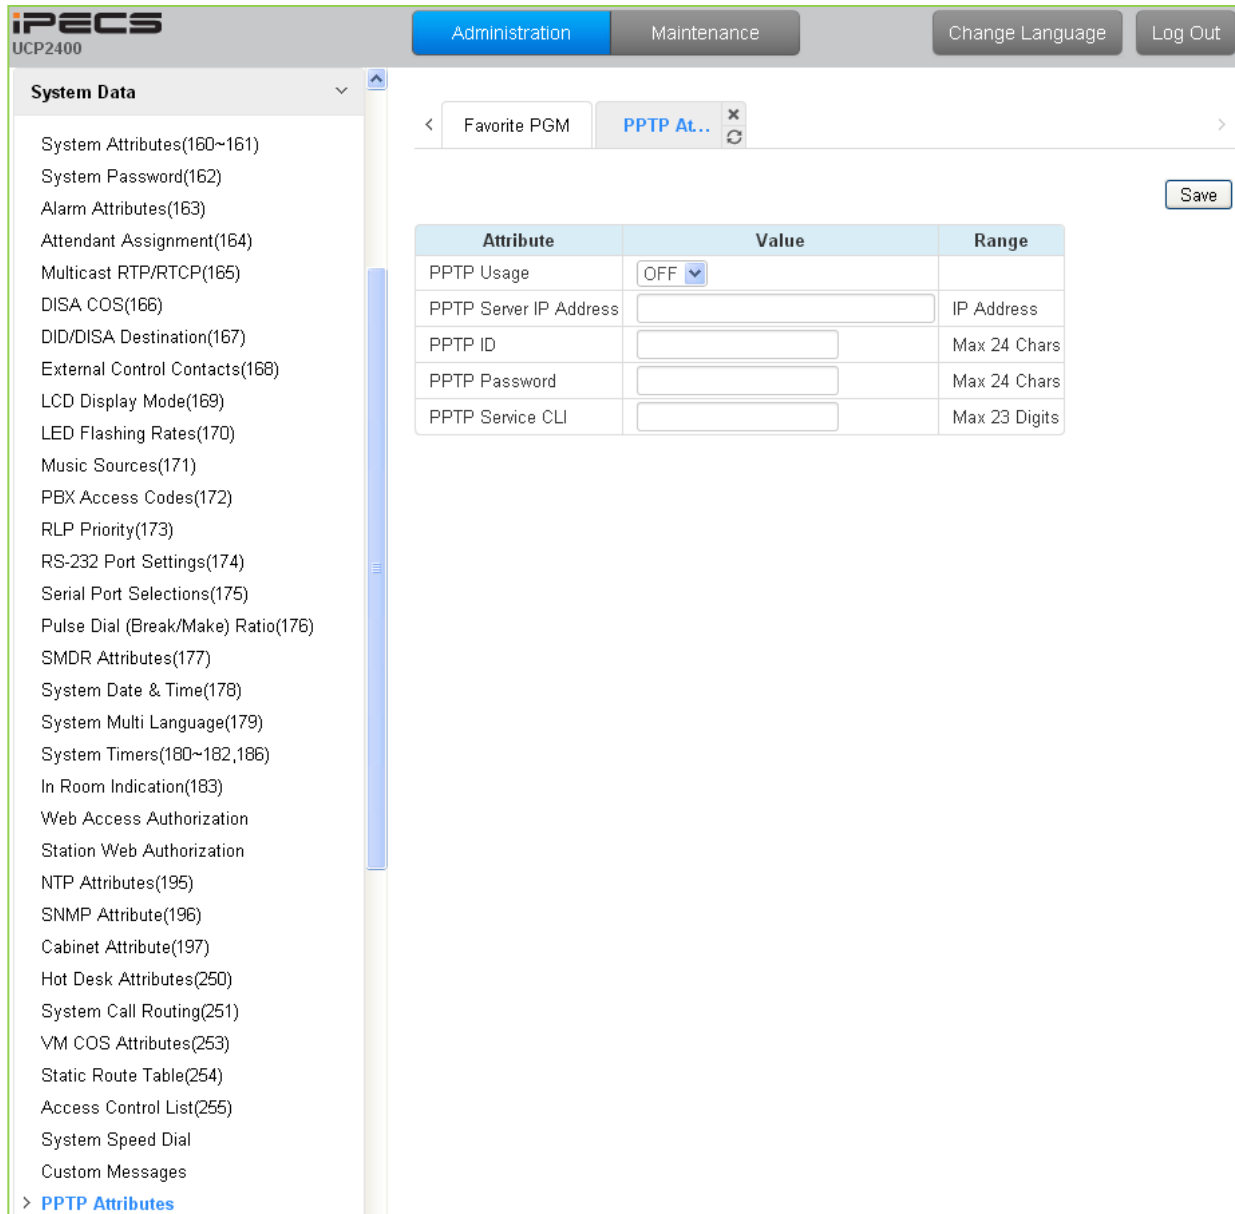 iPECS
UCP2400
Administration Maintenance Change Language Log Out
System Data
System Attributes(160~161)
System Password(162)
Alarm Attributes(163)
Attendant Assignment(164)
Multicast RTP/RTCP(165)
DISA COS(166)
DID/DISA Destination(167)
External Control Contacts(168)
LCD Display Mode(169)
LED Flashing Rates(170)
Music Sources(171)
PBX Access Codes(172)
RLP Priority(173)
RS-232 Port Settings(174)
Serial Port Selections(175)
Pulse Dial (Break/Make) Ratio(176)
SMDR Attributes(177)
System Date & Time(178)
System Multi Language(179)
System Timers(180~182,186)
In Room Indication(183)
Web Access Authorization
Station Web Authorization
NTP Attributes(195)
SNMP Attribute(196)
Cabinet Attribute(197)
Hot Desk Attributes(250)
System Call Routing(251)
VM COS Attributes(253)
Static Route Table(254)
Access Control List(255)
System Speed Dial
Custom Messages
PPTP Attributes
Favorite PGM PPTP At...
Save
Attribute Value Range
PPTP Usage OFF
PPTP Server IP Address IP Address
PPTP ID Max 24 Chars
PPTP Password Max 24 Chars
PPTP Service CLI Max 23 Digits